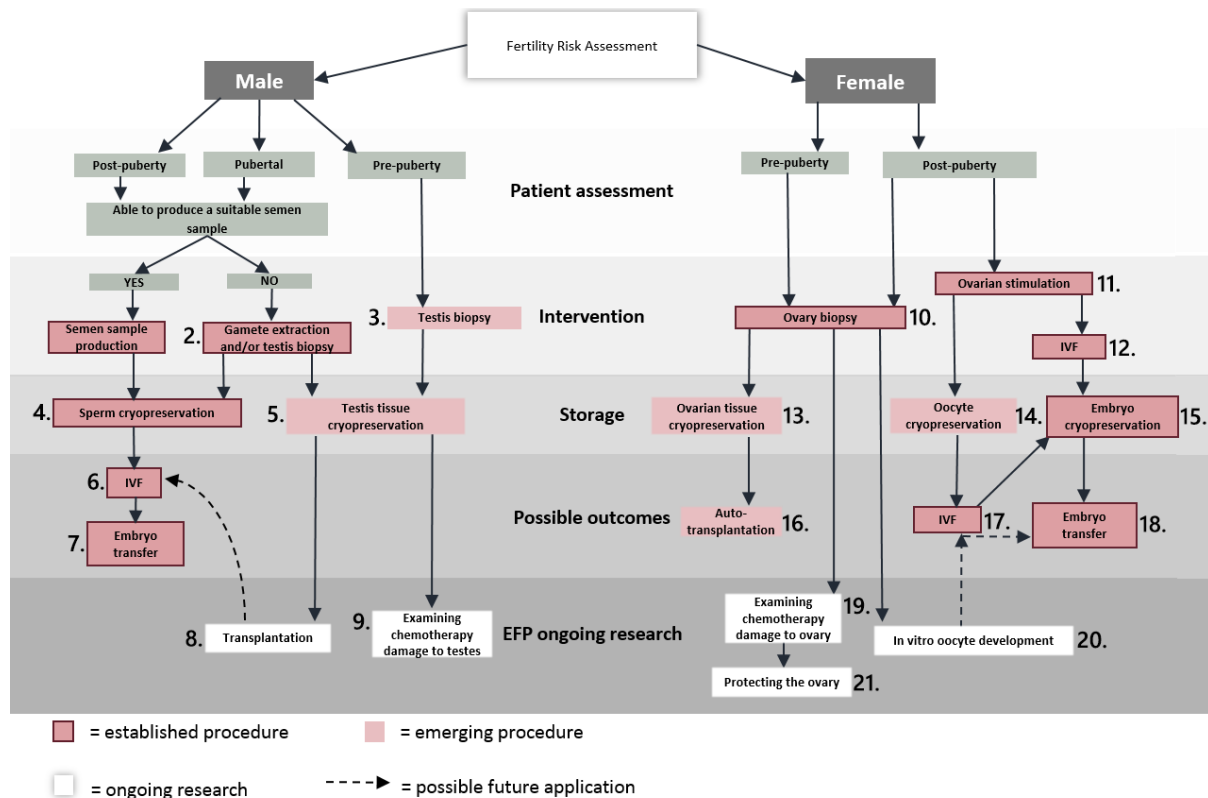 Fertility Risk Assessment
Male
Female
Post-puberty
Pubertal
Pre-puberty
Pre-puberty
Post-puberty
Patient assessment
Able to produce a suitable semen
sample
YES
NO
Ovarian stimulation
11.
Semen sample
production
2.
Gamete extraction
and/or testis biopsy
3.
Testis biopsy
Intervention
Ovary biopsy
10.
IVF
12.
4.
Sperm cryopreservation
5.
Testis tissue
cryopreservation
Storage
Ovarian tissue
cryopreservation
13.
Oocyte
cryopreservation
14.
Embryo
cryopreservation
15.
6.
IVF
7.
Embryo
transfer
Possible outcomes
Auto-
transplantation
16.
IVF
17.
Embryo
transfer
18.
8.
Transplantation
9.
Examining
chemotherapy
damage to testes
EFP ongoing research
Examining
chemotherapy
damage to ovary
19.
In vitro oocyte development
20.
Protecting the ovary
21.
= established procedure
= emerging procedure
= ongoing research
= possible future application